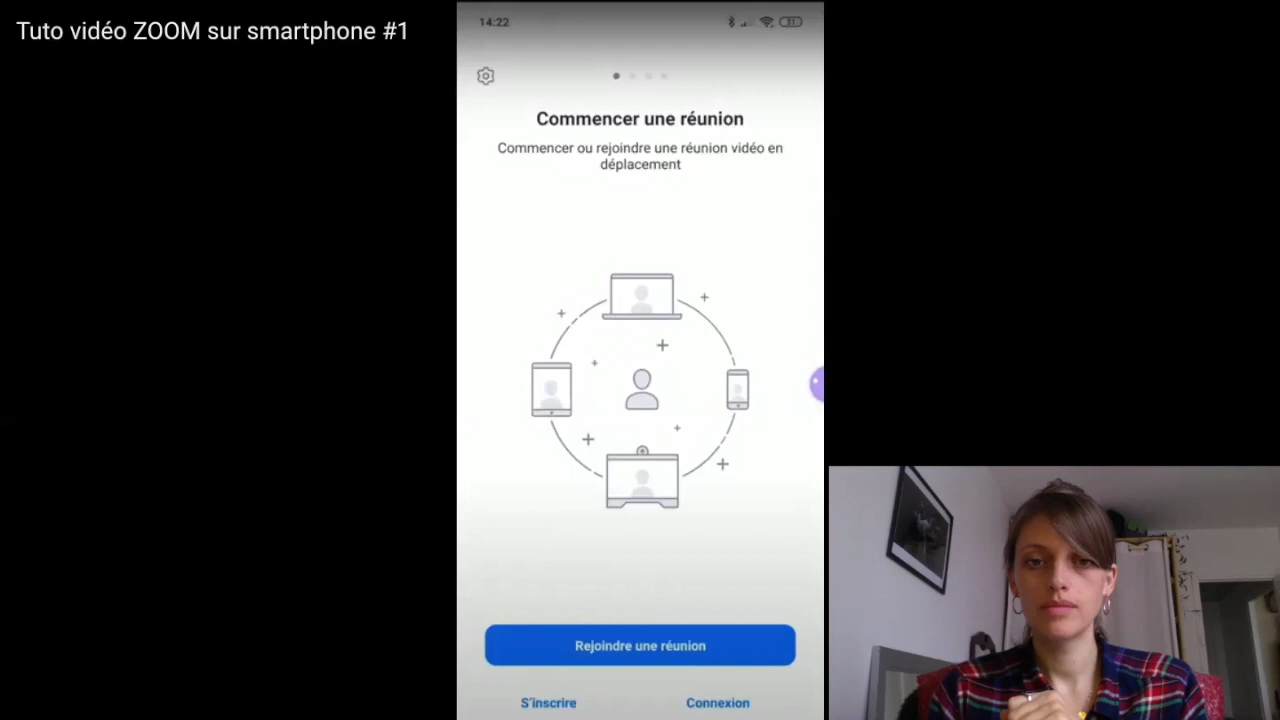 Tuto vidéo ZOOM sur smartphone #1
14:22
31
Commencer une réunion
Commencer ou rejoindre une réunion vidéo en
déplacement
Rejoindre une réunion
S'inscrire
Connexion